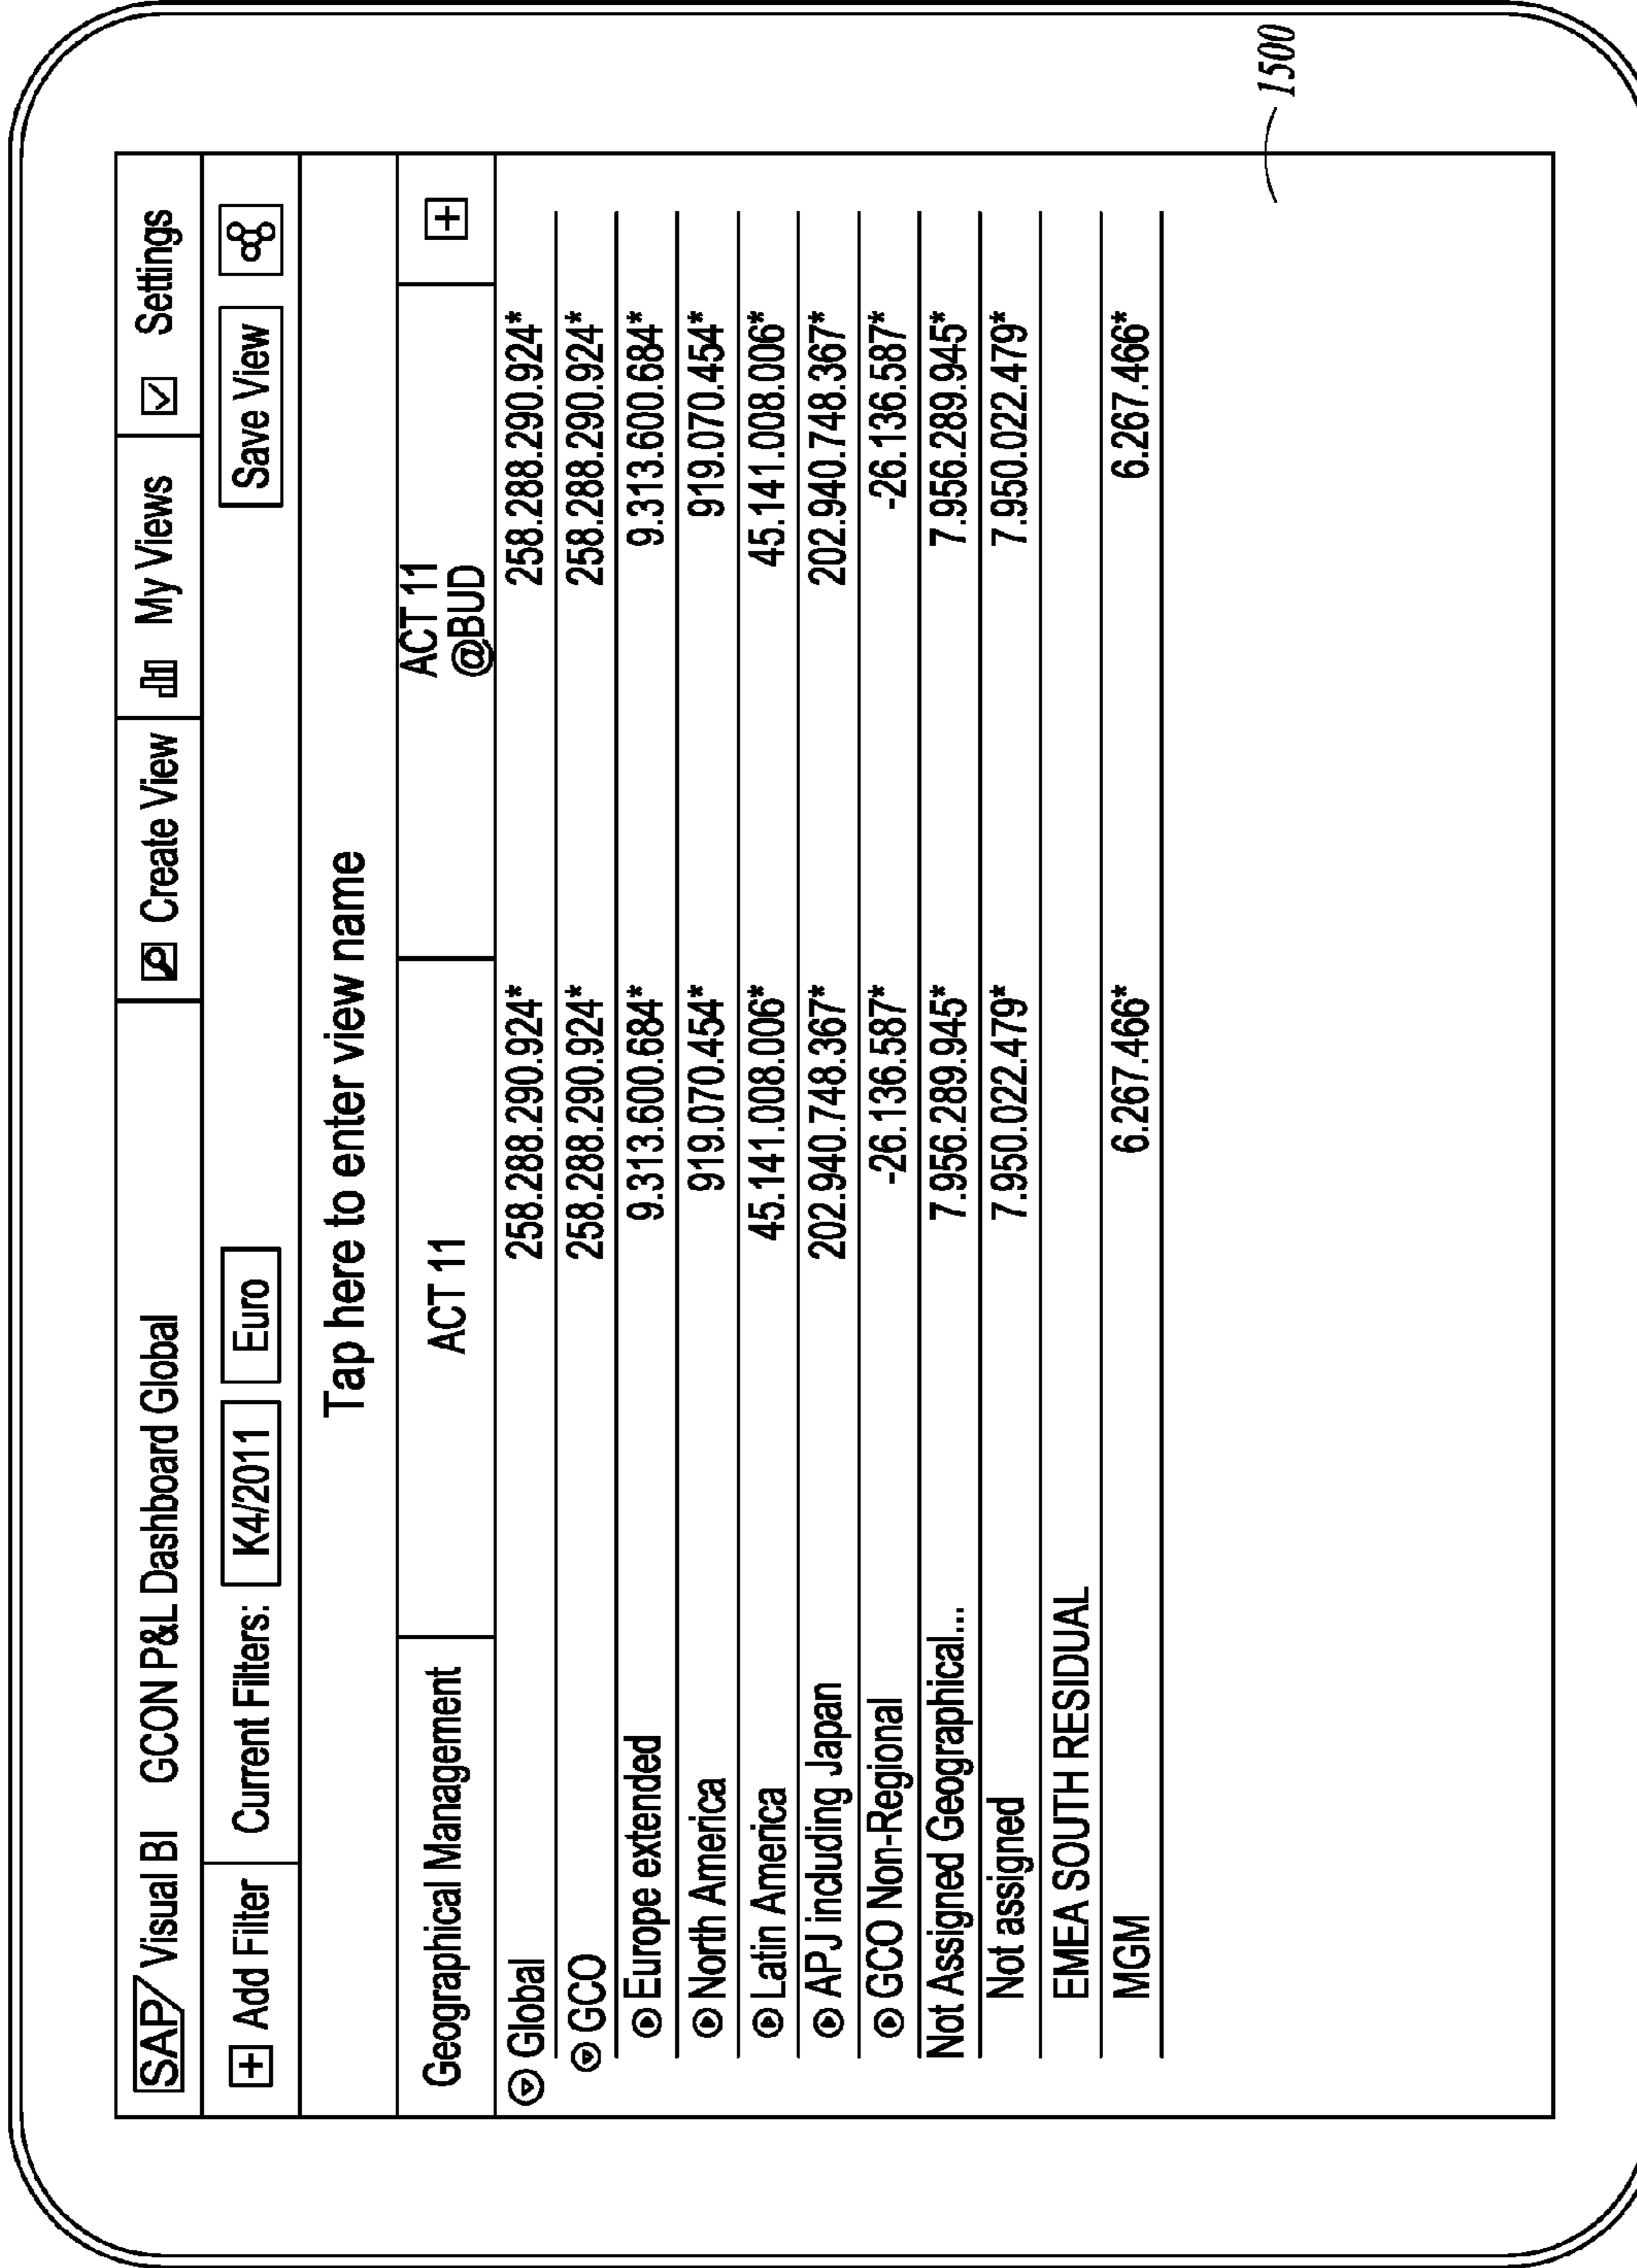 SAP Visual BI GCON P&L Dashboard Global Create View My Views Settings
Add Filter Current Filters: K4/2011 Euro Save View
Tap here to enter view name
Geographical Management ACT 11 ACT 11
@BUD
Global 258.288.290.924* 258.288.290.924*
GCO 258.288.290.924* 258.288.290.924*
Europe extended 9.313.600.684* 9.313.600.684*
North America 919.070.454* 919.070.454*
Latin America 45.141.008.006* 45.141.008.006*
APJ including Japan 202.940.748.367* 202.940.748.367*
GCO Non-Regional -26.136.587* -26.136.587*
Not Assigned Geographical... 7.956.289.945* 7.956.289.945*
Not assigned 7.950.022.479* 7.950.022.479*
EMEA SOUTH RESIDUAL
MGM 6.267.466* 6.267.466*
1500